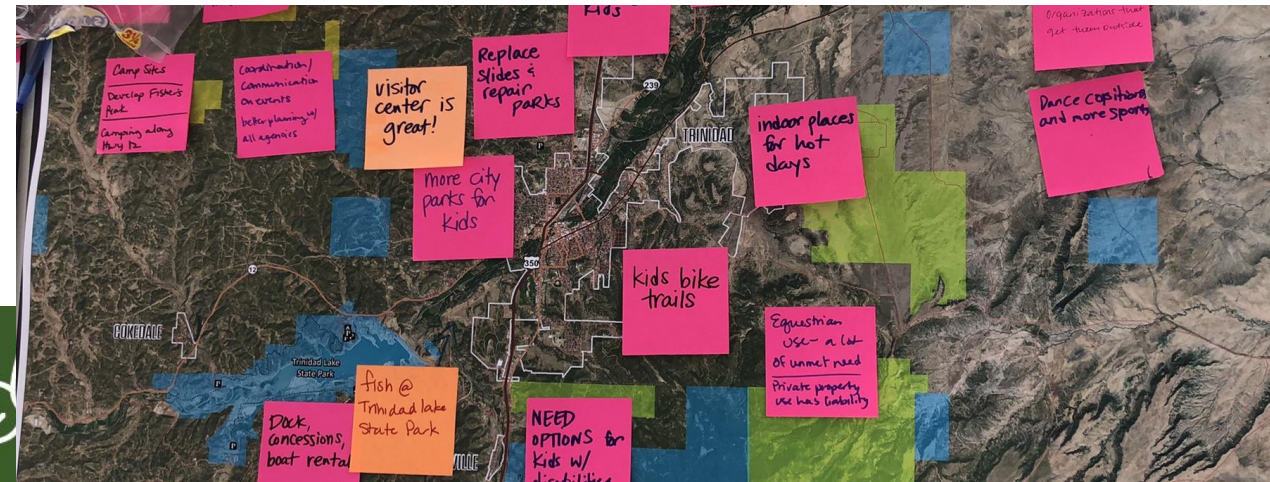 Kids
organizations that
get them outside
Camp Sites
Develop Fishers
Peak
Camping along
Hwy 12
Coordination/
Communication
on events
better planning w/
all agencies
visitor
center is
great!
Replace
slides &
repair
parks
239
TRINIDAD
indoor places
for hot
days
Dance copititions
and more sports
more city
parks for
kids
350
12
kids bike
trails
COKEDALE
Trinidad Lake
State Park
Equestrian
use - a lot
of unmet need
Private property
use has liability
fish @
Trinidad lake
State Park
Dock,
concessions,
boat rental
VILLE
NEED
OPTIONS for
Kids w/
disabilities